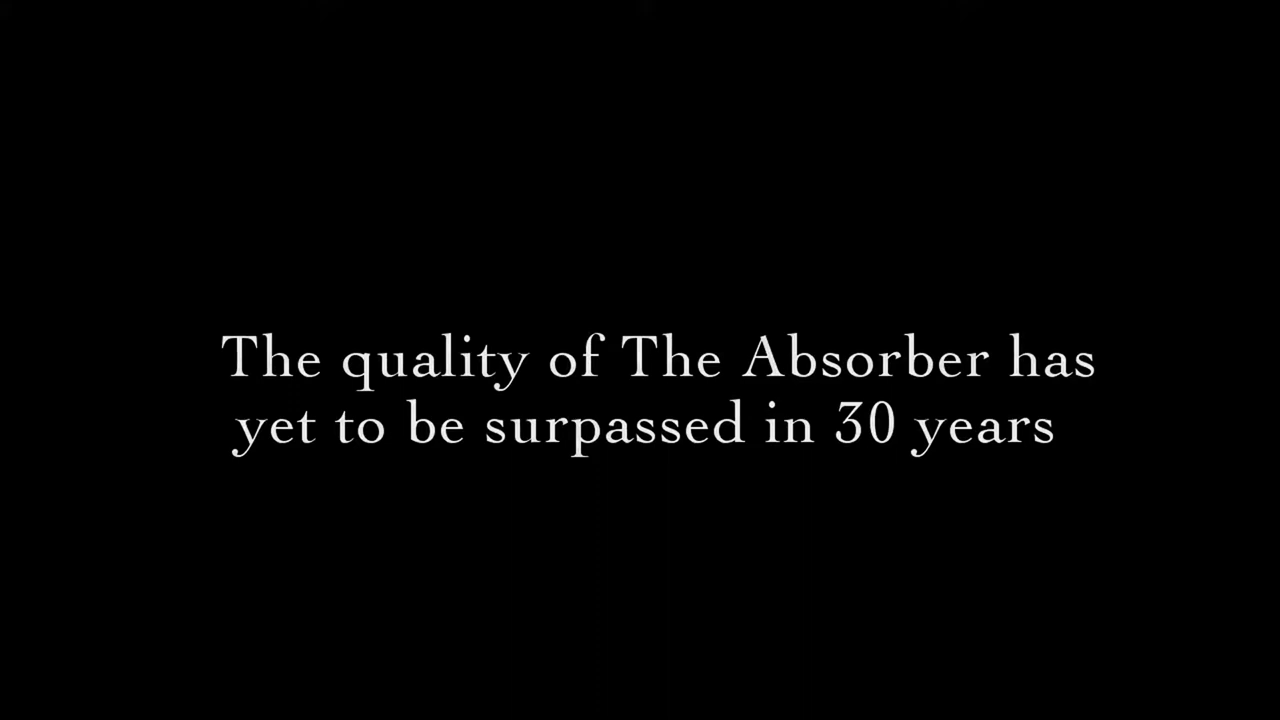 The quality of The Absorber has
yet to be surpassed in 30 years